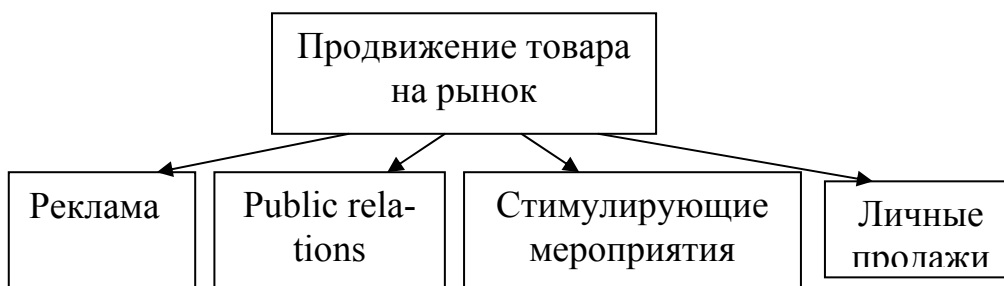 Продвижение товара
на рынок
Реклама
Public rela-
tions
Стимулирующие
мероприятия
Личные
продажи